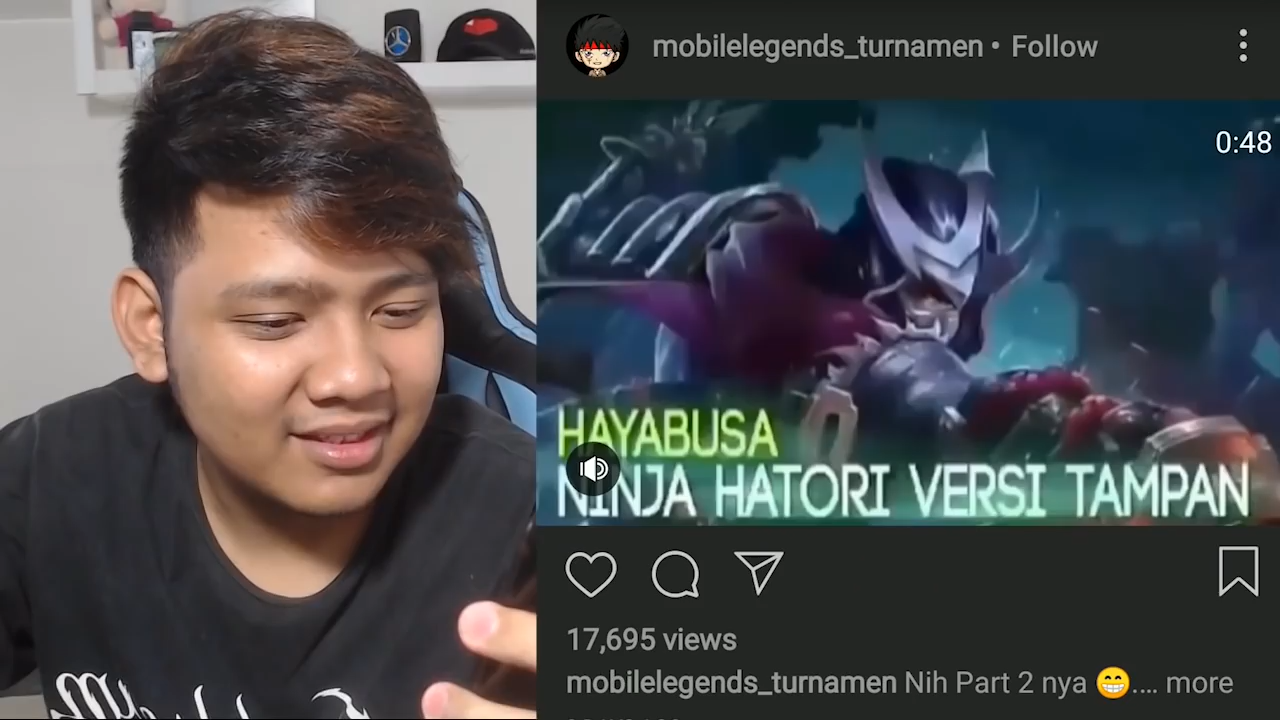 mobilelegends_turnamen • Follow
0:48
HAYABUSA
NINJA HATORI VERSI TAMPAN
17,695 views
mobilelegends_turnamen Nih Part 2 nya 😁.... more